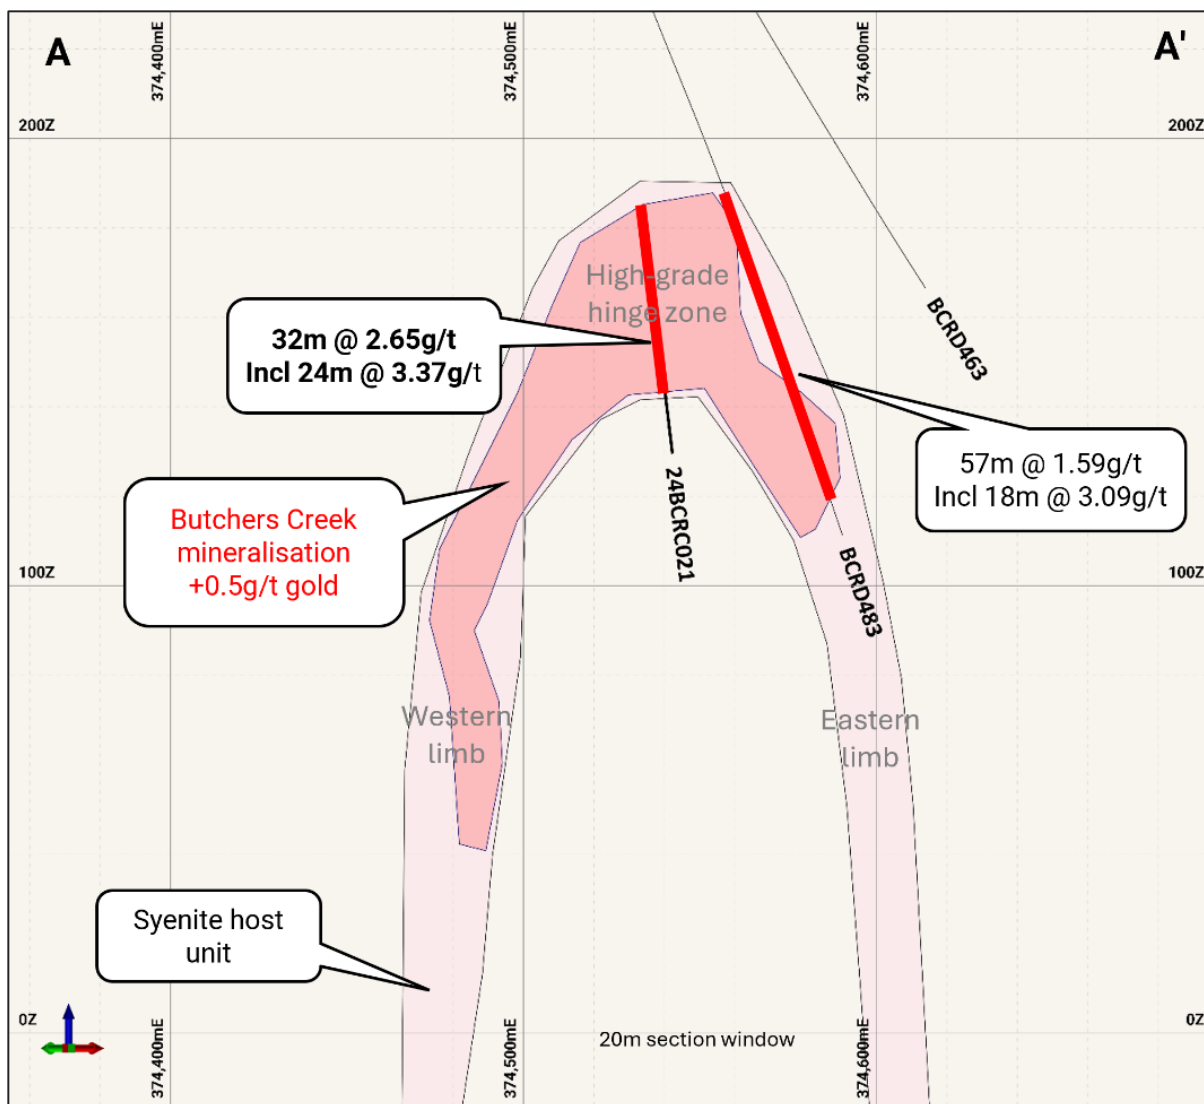 A
A'
374,400mE
374,500mE
374,600mE
200Z
200Z
High-grade
hinge zone
BCRD463
32m @ 2.65g/t
Incl 24m @ 3.37g/t
57m @ 1.59g/t
Incl 18m @ 3.09g/t
24BCRC021
Butchers Creek
mineralisation
+0.5g/t gold
BCRD483
100Z
100Z
Western
limb
Eastern
limb
Syenite host
unit
0Z
0Z
374,400mE
374,500mE
374,600mE
20m section window